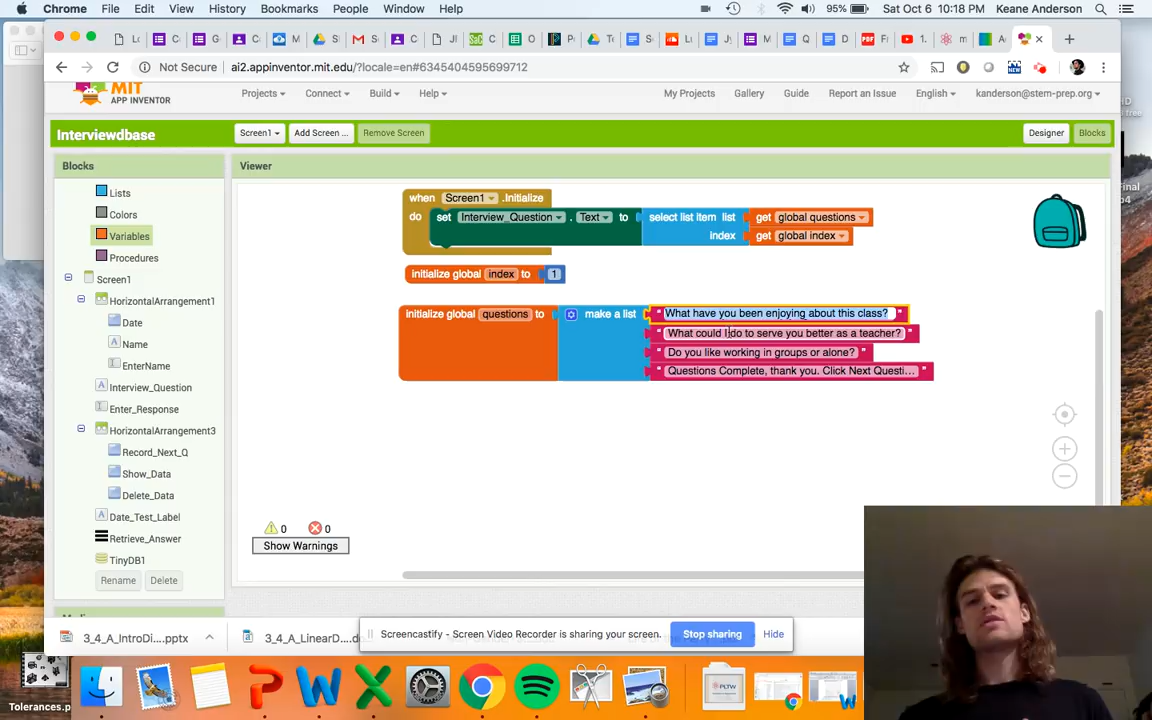 Chrome File Edit View History Bookmarks People Window Help 95% Sat Oct 6 10:18 PM Keane Anderson
Not Secure ai2.appinventor.mit.edu/?locale=en#6345404595699712
MIT
APP INVENTOR
Projects Connect Build Help My Projects Gallery Guide Report an Issue English kanderson@stem-prep.org
Interviewdbase Screen1 Add Screen ... Remove Screen Designer Blocks
Blocks Viewer
Lists
Colors
Variables
Procedures
Screen1
HorizontalArrangement1
Date
Name
EnterName
Interview_Question
Enter_Response
HorizontalArrangement3
Record_Next_Q
Show_Data
Delete_Data
Date_Test_Label
Retrieve_Answer
TinyDB1
Rename Delete
when Screen1 .Initialize
do set Interview_Question . Text to select list item list get global questions
index get global index
initialize global index to 1
initialize global questions to make a list " What have you been enjoying about this class? "
" What could I do to serve you better as a teacher? "
" Do you like working in groups or alone? "
" Questions Complete, thank you. Click Next Questi... "
0 0
Show Warnings
3_4_A_IntroDi....pptx 3_4_A_LinearD....do
Screencastify - Screen Video Recorder is sharing your screen. Stop sharing Hide
PLTW
Tolerances.p